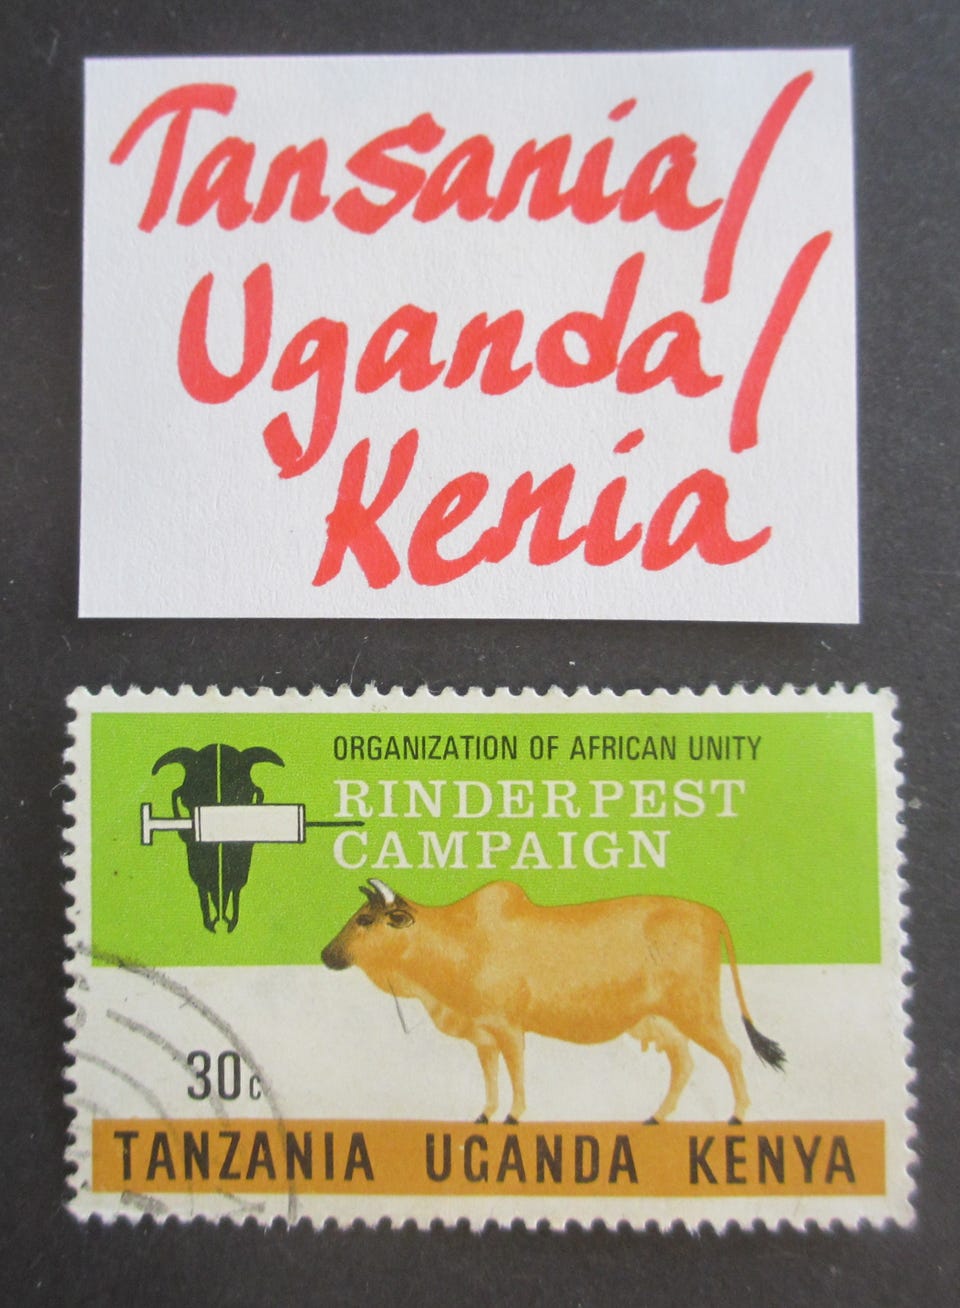 Tansania/
Uganda/
Kenia
ORGANIZATION OF AFRICAN UNITY
RINDERPEST
CAMPAIGN
30c
TANZANIA UGANDA KENYA